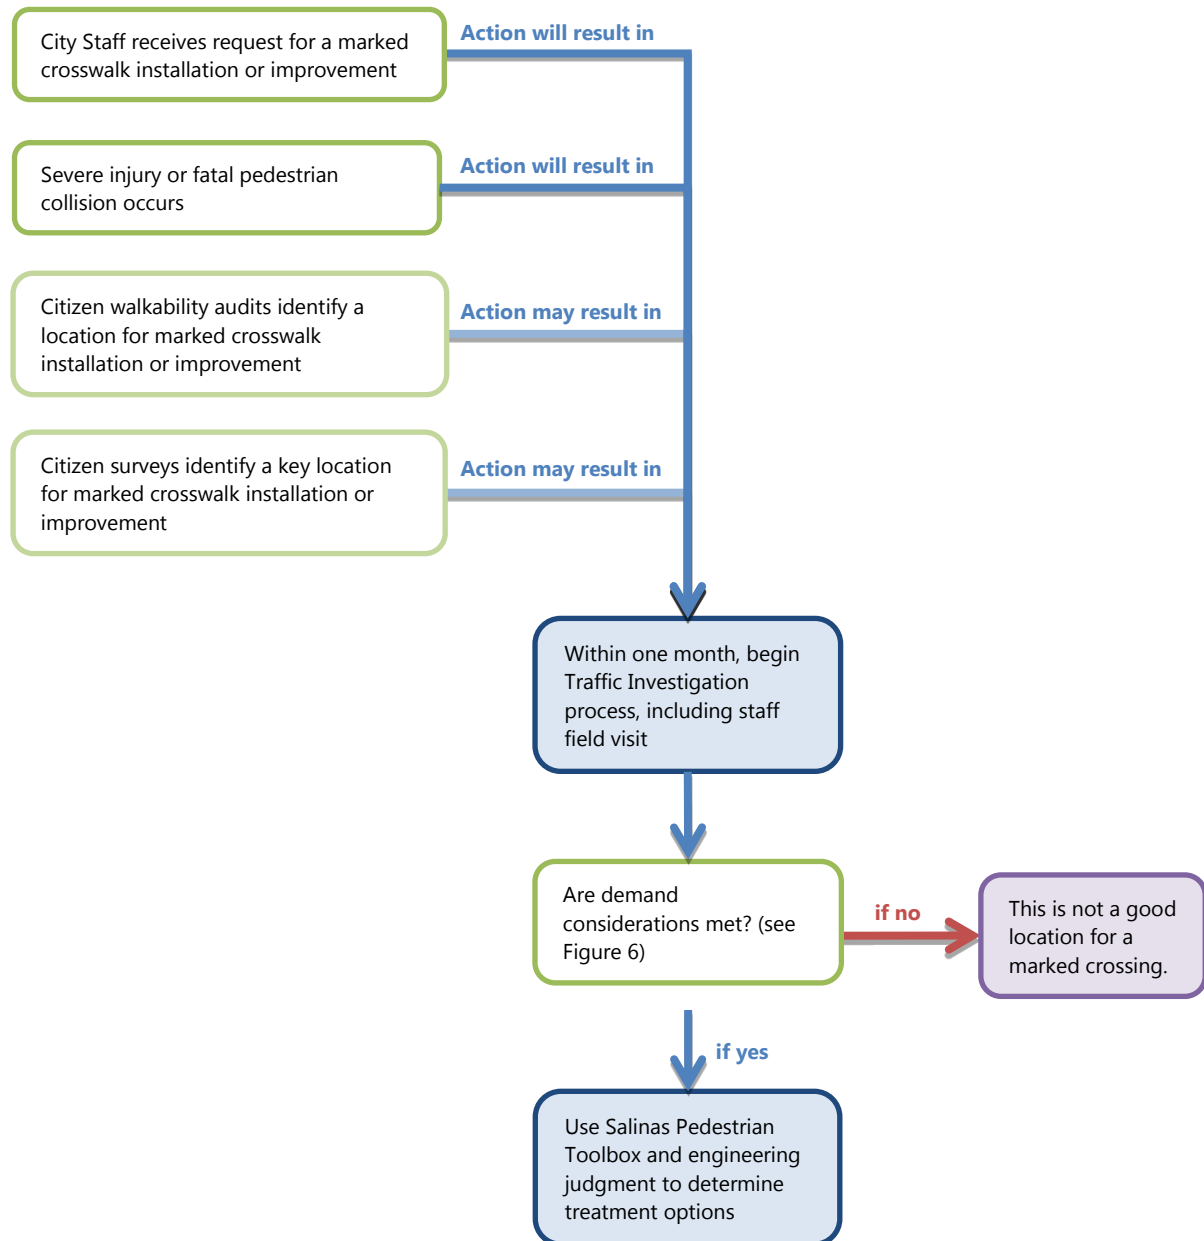 City Staff receives request for a marked
crosswalk installation or improvement
Action will result in
Severe injury or fatal pedestrian
collision occurs
Action will result in
Citizen walkability audits identify a
location for marked crosswalk
installation or improvement
Action may result in
Citizen surveys identify a key location
for marked crosswalk installation or
improvement
Action may result in
Within one month, begin
Traffic Investigation
process, including staff
field visit
Are demand
considerations met? (see
Figure 6)
if no
This is not a good
location for a
marked crossing.
if yes
Use Salinas Pedestrian
Toolbox and engineering
judgment to determine
treatment options